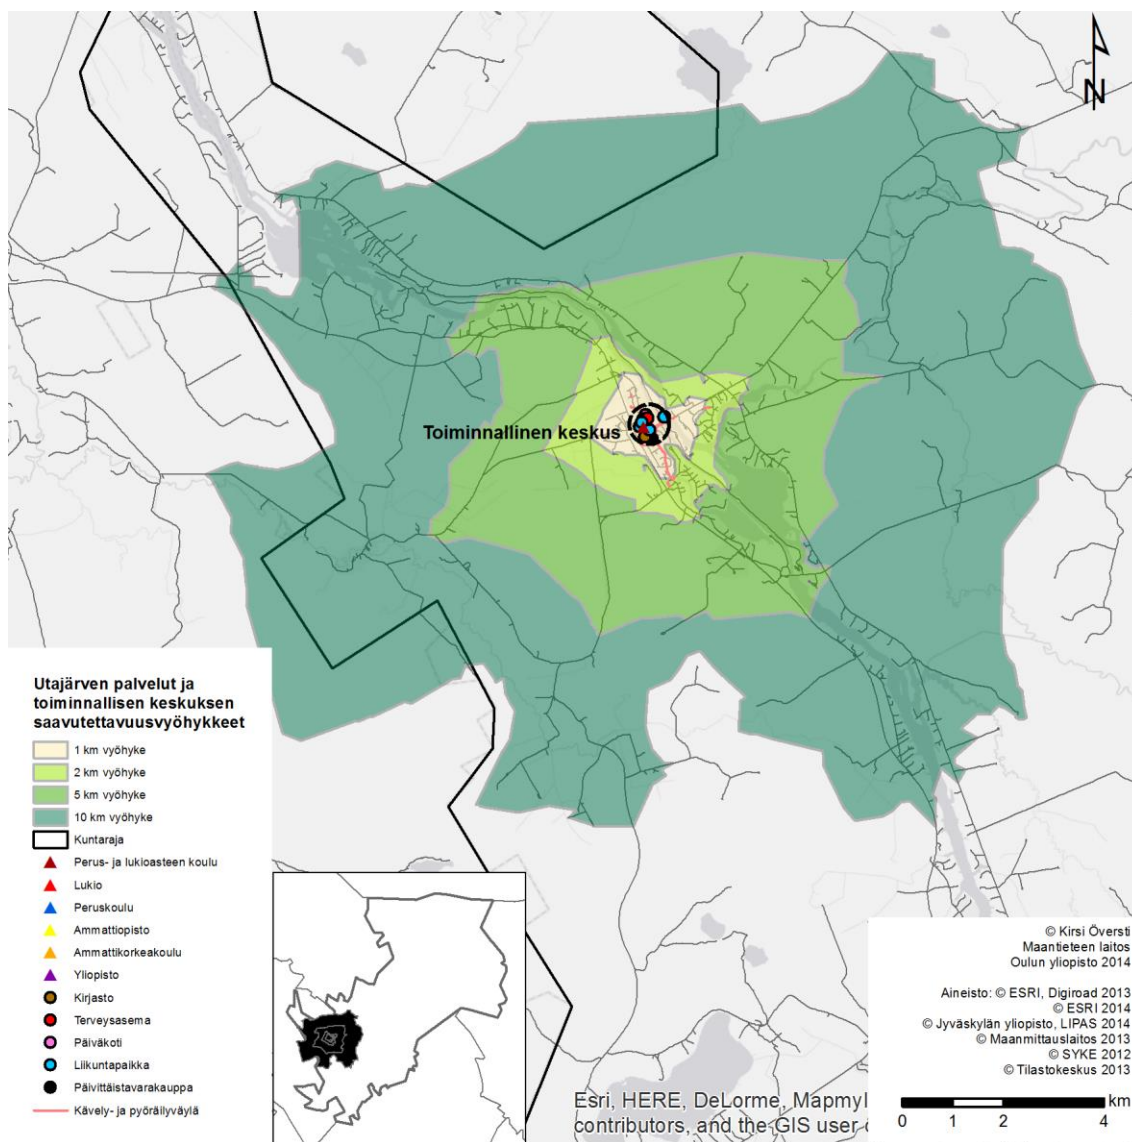 N
Toiminnallinen keskus
Utajärven palvelut ja
toiminnallisen keskuksen
saavutettavuusvyöhykkeet
1 km vyöhyke
2 km vyöhyke
5 km vyöhyke
10 km vyöhyke
Kuntaraja
Perus- ja lukioasteen koulu
Lukio
Peruskoulu
Ammattiopisto
Ammattikorkeakoulu
Yliopisto
Kirjasto
Terveysasema
Päiväkoti
Liikuntapaikka
Päivittäistavarakauppa
Kävely- ja pyöräilyväylä
© Kirsi Översti
Maantieteen laitos
Oulun yliopisto 2014
Aineisto: © ESRI, Digiroad 2013
© ESRI 2014
© Jyväskylän yliopisto, LIPAS 2014
© Maanmittauslaitos 2013
© SYKE 2012
© Tilastokeskus 2013
Esri, HERE, DeLorme, MapmyI
contributors, and the GIS user
km
0 1 2 4